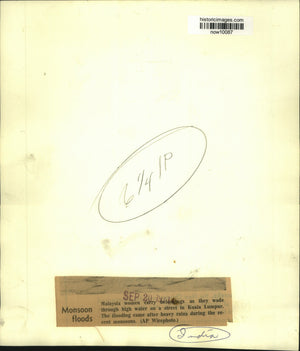 historicimages.com
now10087
6 1/4 1P
SEP 2
Monsoon
floods
Malaysia women carry belongings as they wade
through high water on a street in Kuala Lumpur.
The flooding came after heavy rains during the re-
cent monsoons. (AP Wirephoto)
India